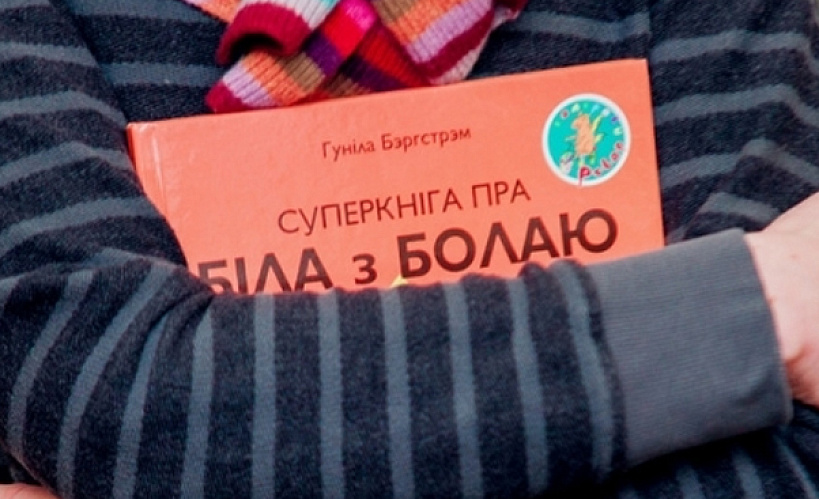 Гуніла Бэргстрэм
СУПЕРКНІГА ПРА
БІЛА з БОЛАЮ